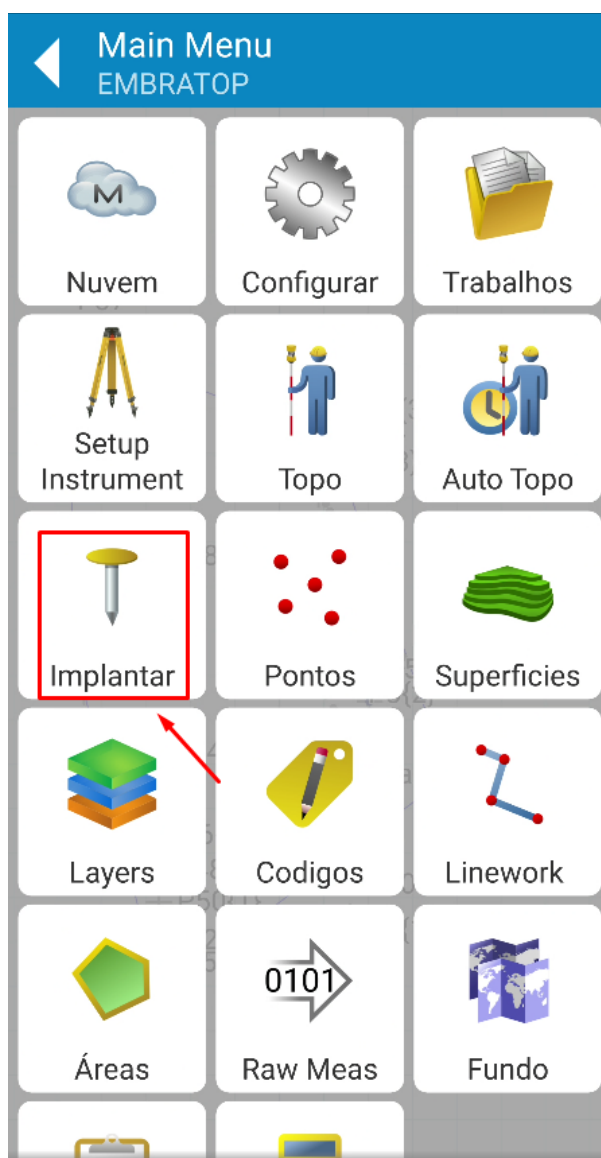 Main Menu
EMBRATOP
M
Nuvem
Configurar
Trabalhos
Setup
Instrument
Topo
Auto Topo
Implantar
Pontos
Superficies
Layers
Codigos
Linework
0101
Áreas
Raw Meas
Fundo